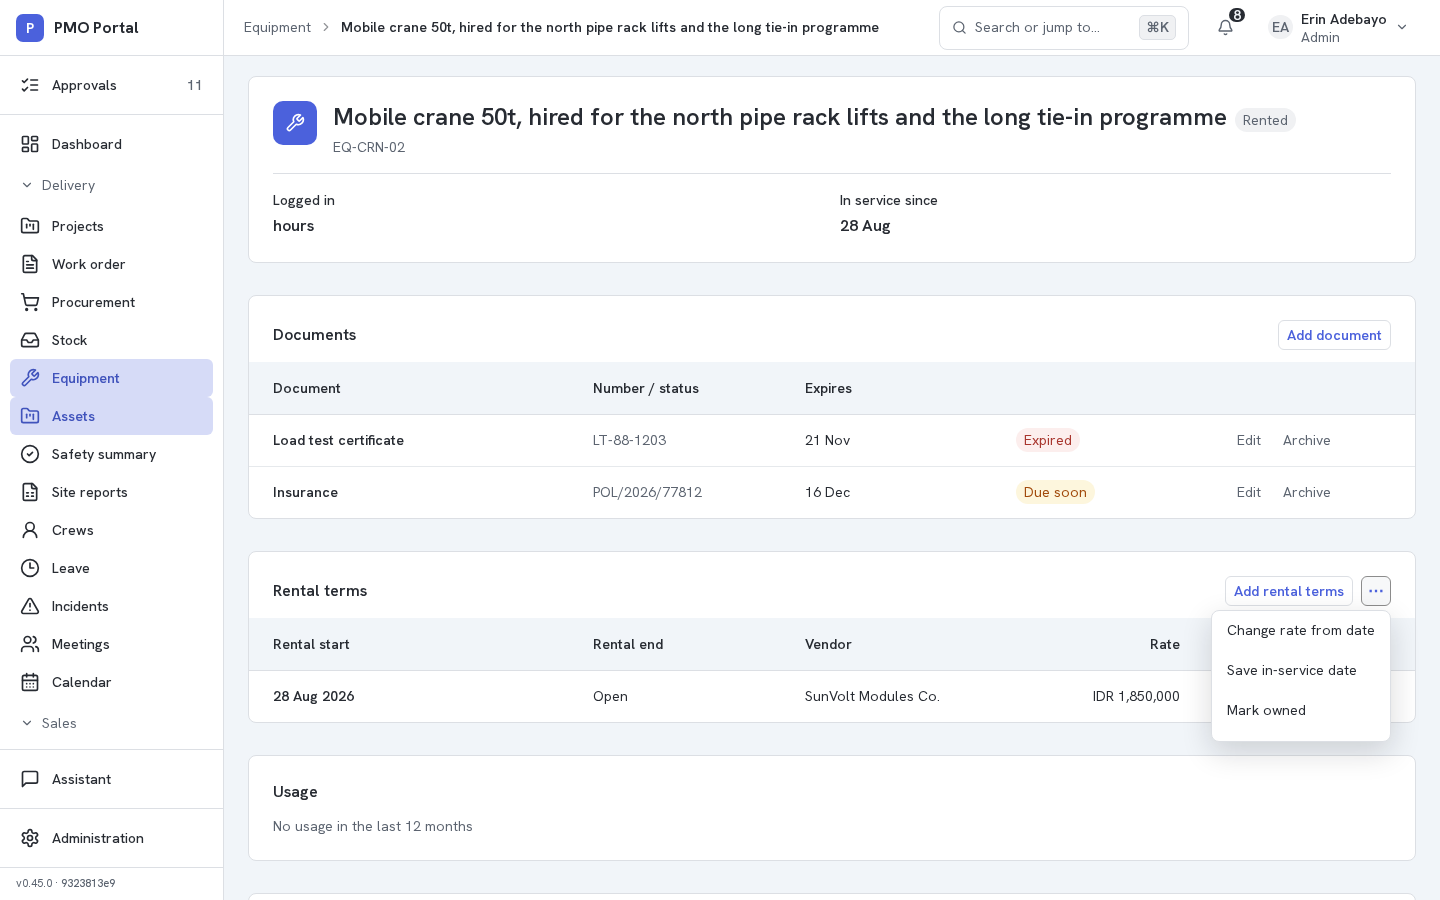 P PMO Portal
Equipment
Mobile crane 50t, hired for the north pipe rack lifts and the long tie-in programme
Search or jump to...
⌘K
8
EA
Erin Adebayo
Admin
Approvals 11
Dashboard
Delivery
Projects
Work order
Procurement
Stock
Equipment
Assets
Safety summary
Site reports
Crews
Leave
Incidents
Meetings
Calendar
Sales
Assistant
Administration
v0.45.0 · 9323813e9
Mobile crane 50t, hired for the north pipe rack lifts and the long tie-in programme Rented
EQ-CRN-02
Logged in
hours
In service since
28 Aug
Documents
Add document
Document Number / status Expires
Load test certificate LT-88-1203 21 Nov Expired Edit Archive
Insurance POL/2026/77812 16 Dec Due soon Edit Archive
Rental terms
Add rental terms
Rental start Rental end Vendor Rate
28 Aug 2026 Open SunVolt Modules Co. IDR 1,850,000
Change rate from date
Save in-service date
Mark owned
Usage
No usage in the last 12 months